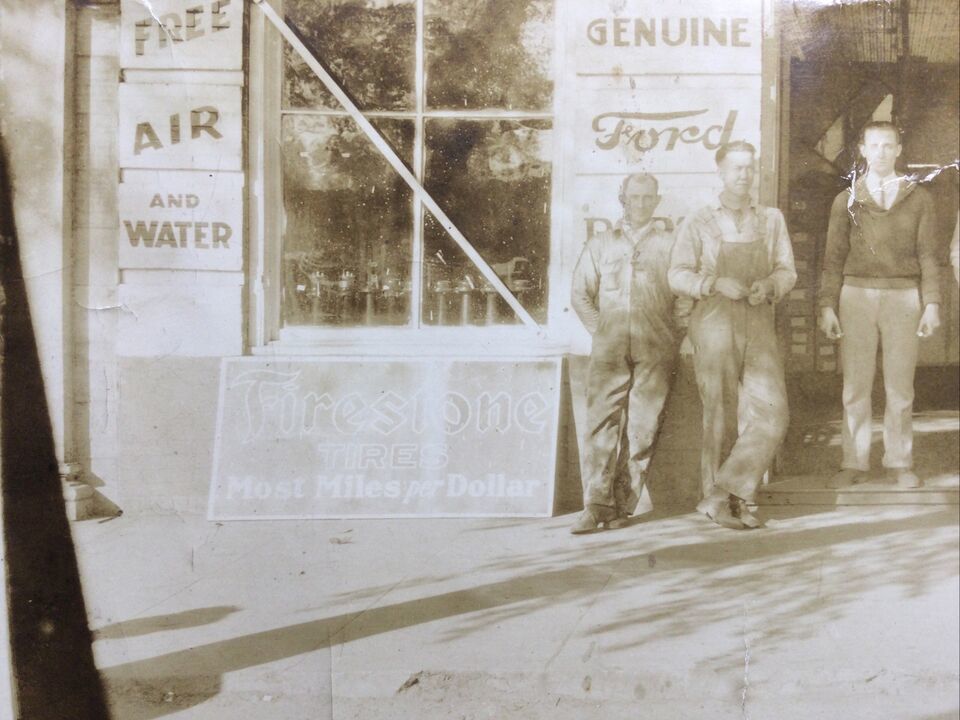 FREE
AIR
AND
WATER
GENUINE
Ford
Firestone
TIRES
Most Miles per Dollar